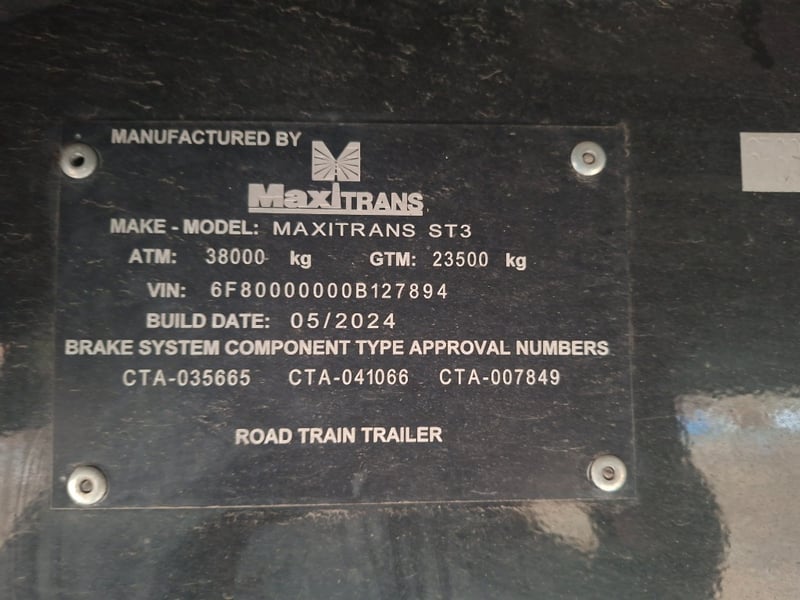 MANUFACTURED BY
MaxiTRANS
MAKE - MODEL: MAXITRANS ST3
ATM: 38000 kg GTM: 23500 kg
VIN: 6F80000000B127894
BUILD DATE: 05/2024
BRAKE SYSTEM COMPONENT TYPE APPROVAL NUMBERS
CTA-035665 CTA-041066 CTA-007849
ROAD TRAIN TRAILER